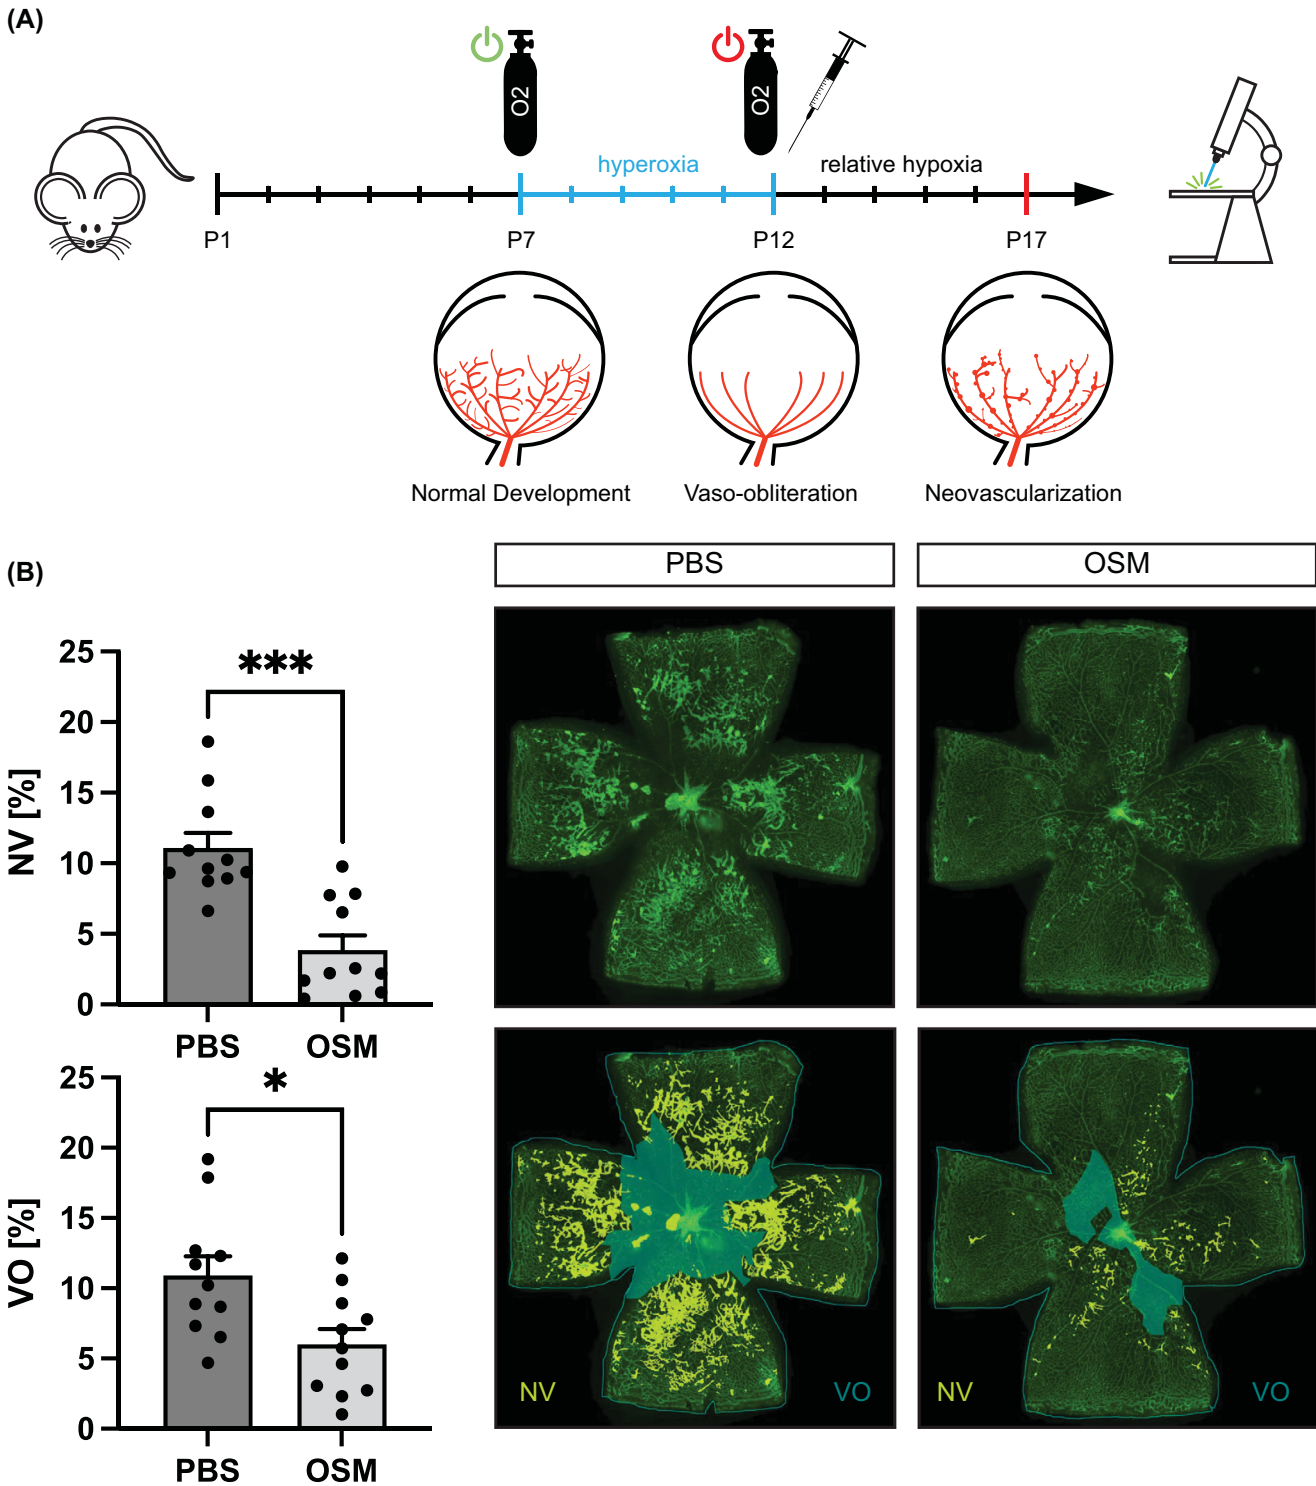 (A)
O2
O2
hyperoxia
relative hypoxia
P1
P7
P12
P17
Normal Development
Vaso-obliteration
Neovascularization
(B)
PBS
OSM
NV [%]
25
20
15
10
5
0
***
PBS
OSM
VO [%]
25
20
15
10
5
0
*
PBS
OSM
NV
VO
NV
VO